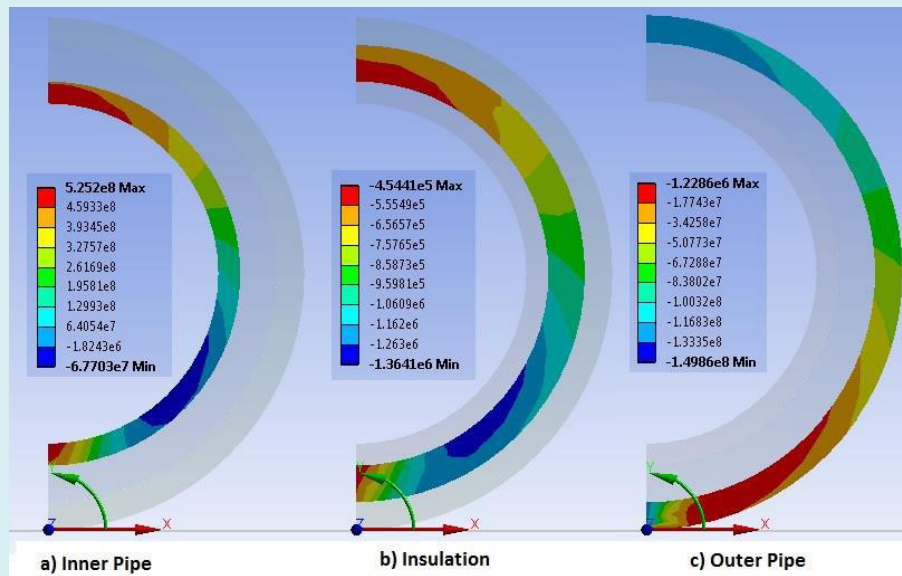 5.252e8 Max
4.5933e8
3.9345e8
3.2757e8
2.6169e8
1.9581e8
1.2993e8
6.4054e7
-1.8243e6
-6.7703e7 Min
Y
Z
X
a) Inner Pipe
-4.5441e5 Max
-5.5549e5
-6.5657e5
-7.5765e5
-8.5873e5
-9.5981e5
-1.0609e6
-1.162e6
-1.263e6
-1.3641e6 Min
Y
Z
X
b) Insulation
-1.2286e6 Max
-1.7743e7
-3.4258e7
-5.0773e7
-6.7288e7
-8.3802e7
-1.0032e8
-1.1683e8
-1.3335e8
-1.4986e8 Min
Y
Z
X
c) Outer Pipe